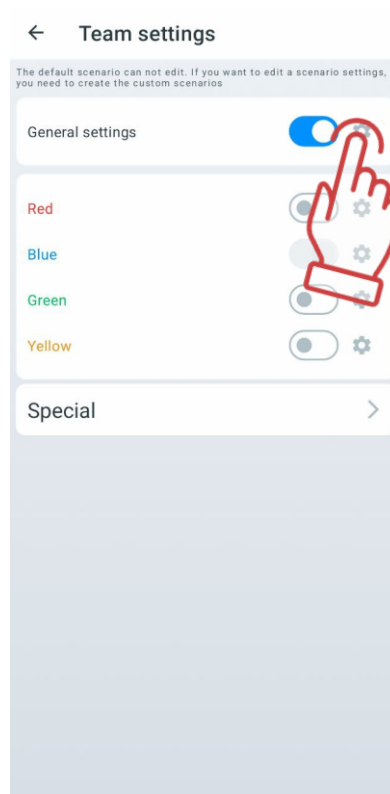 Team settings
The default scenario can not edit. If you want to edit a scenario settings,
you need to create the custom scenarios
General settings
Red
Blue
Green
Yellow
Special